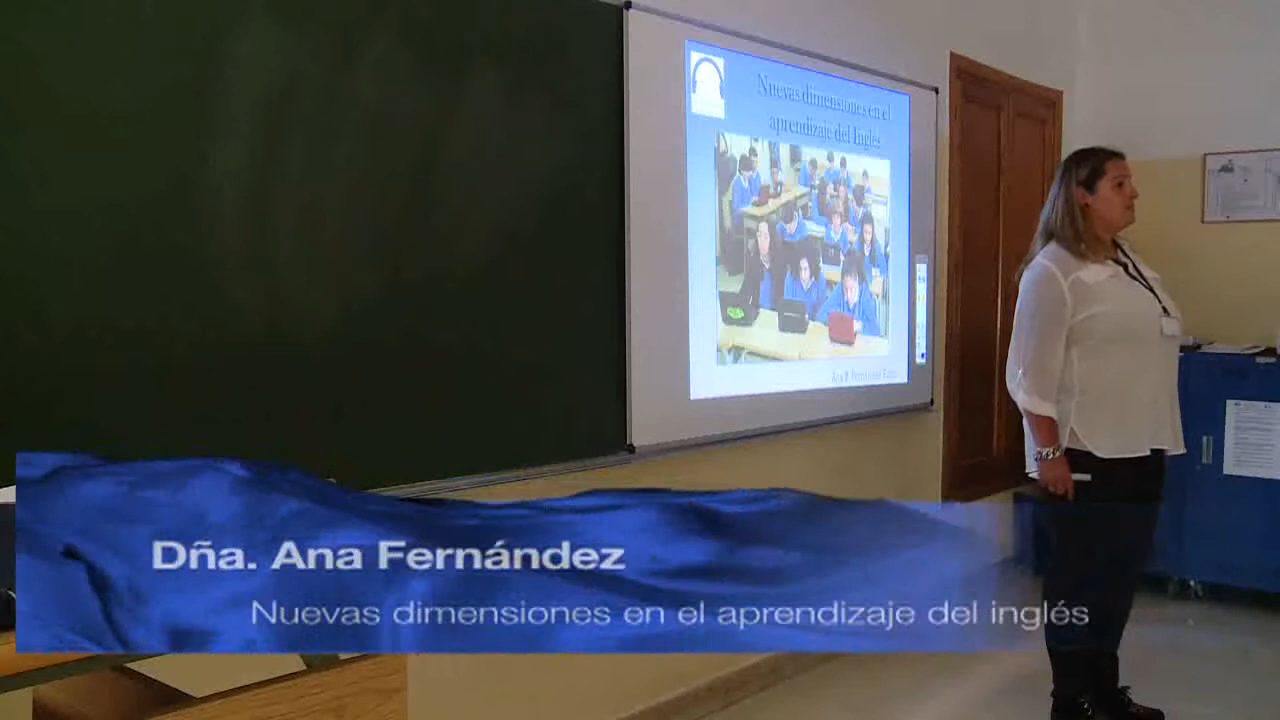 Nuevas dimensiones en el
aprendizaje del Inglés
Dña. Ana Fernández
Nuevas dimensiones en el aprendizaje del inglés